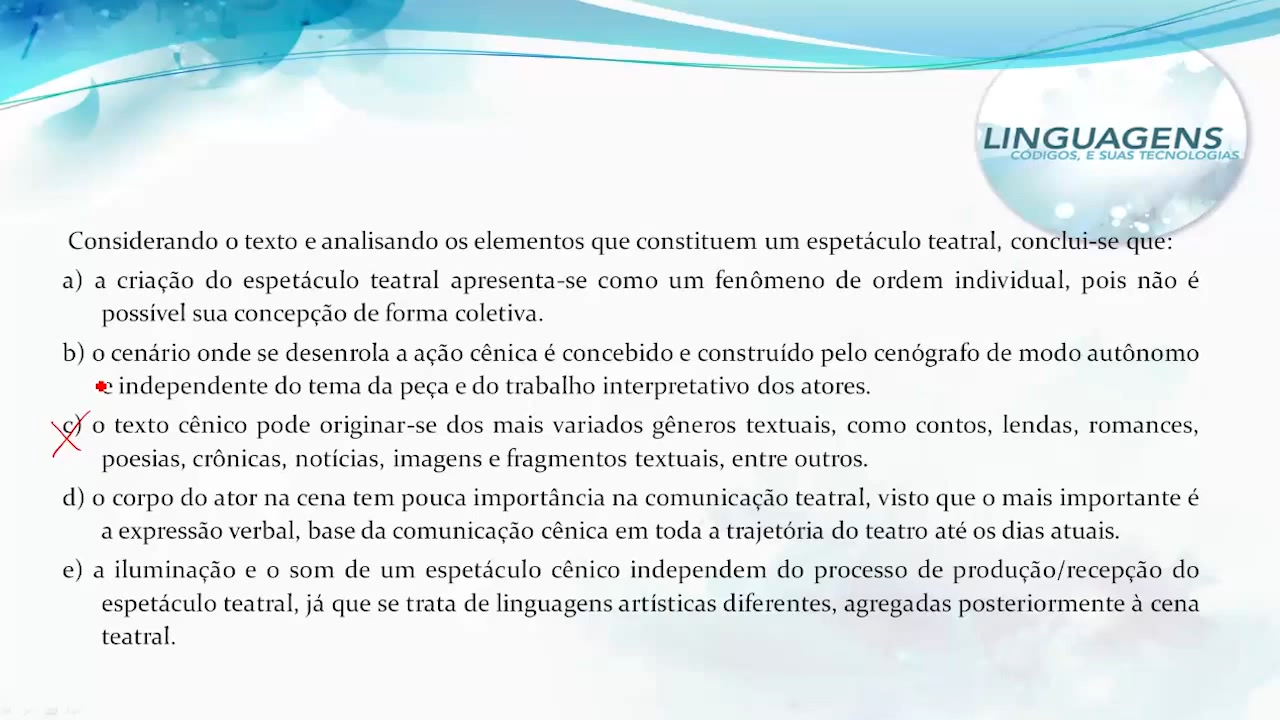 LINGUAGENS
CÓDIGOS, E SUAS TECNOLOGIAS
Considerando o texto e analisando os elementos que constituem um espetáculo teatral, conclui-se que:
a) a criação do espetáculo teatral apresenta-se como um fenômeno de ordem individual, pois não é
possível sua concepção de forma coletiva.
b) o cenário onde se desenrola a ação cênica é concebido e construído pelo cenógrafo de modo autônomo
e independente do tema da peça e do trabalho interpretativo dos atores.
c) o texto cênico pode originar-se dos mais variados gêneros textuais, como contos, lendas, romances,
poesias, crônicas, notícias, imagens e fragmentos textuais, entre outros.
d) o corpo do ator na cena tem pouca importância na comunicação teatral, visto que o mais importante é
a expressão verbal, base da comunicação cênica em toda a trajetória do teatro até os dias atuais.
e) a iluminação e o som de um espetáculo cênico independem do processo de produção/recepção do
espetáculo teatral, já que se trata de linguagens artísticas diferentes, agregadas posteriormente à cena
teatral.